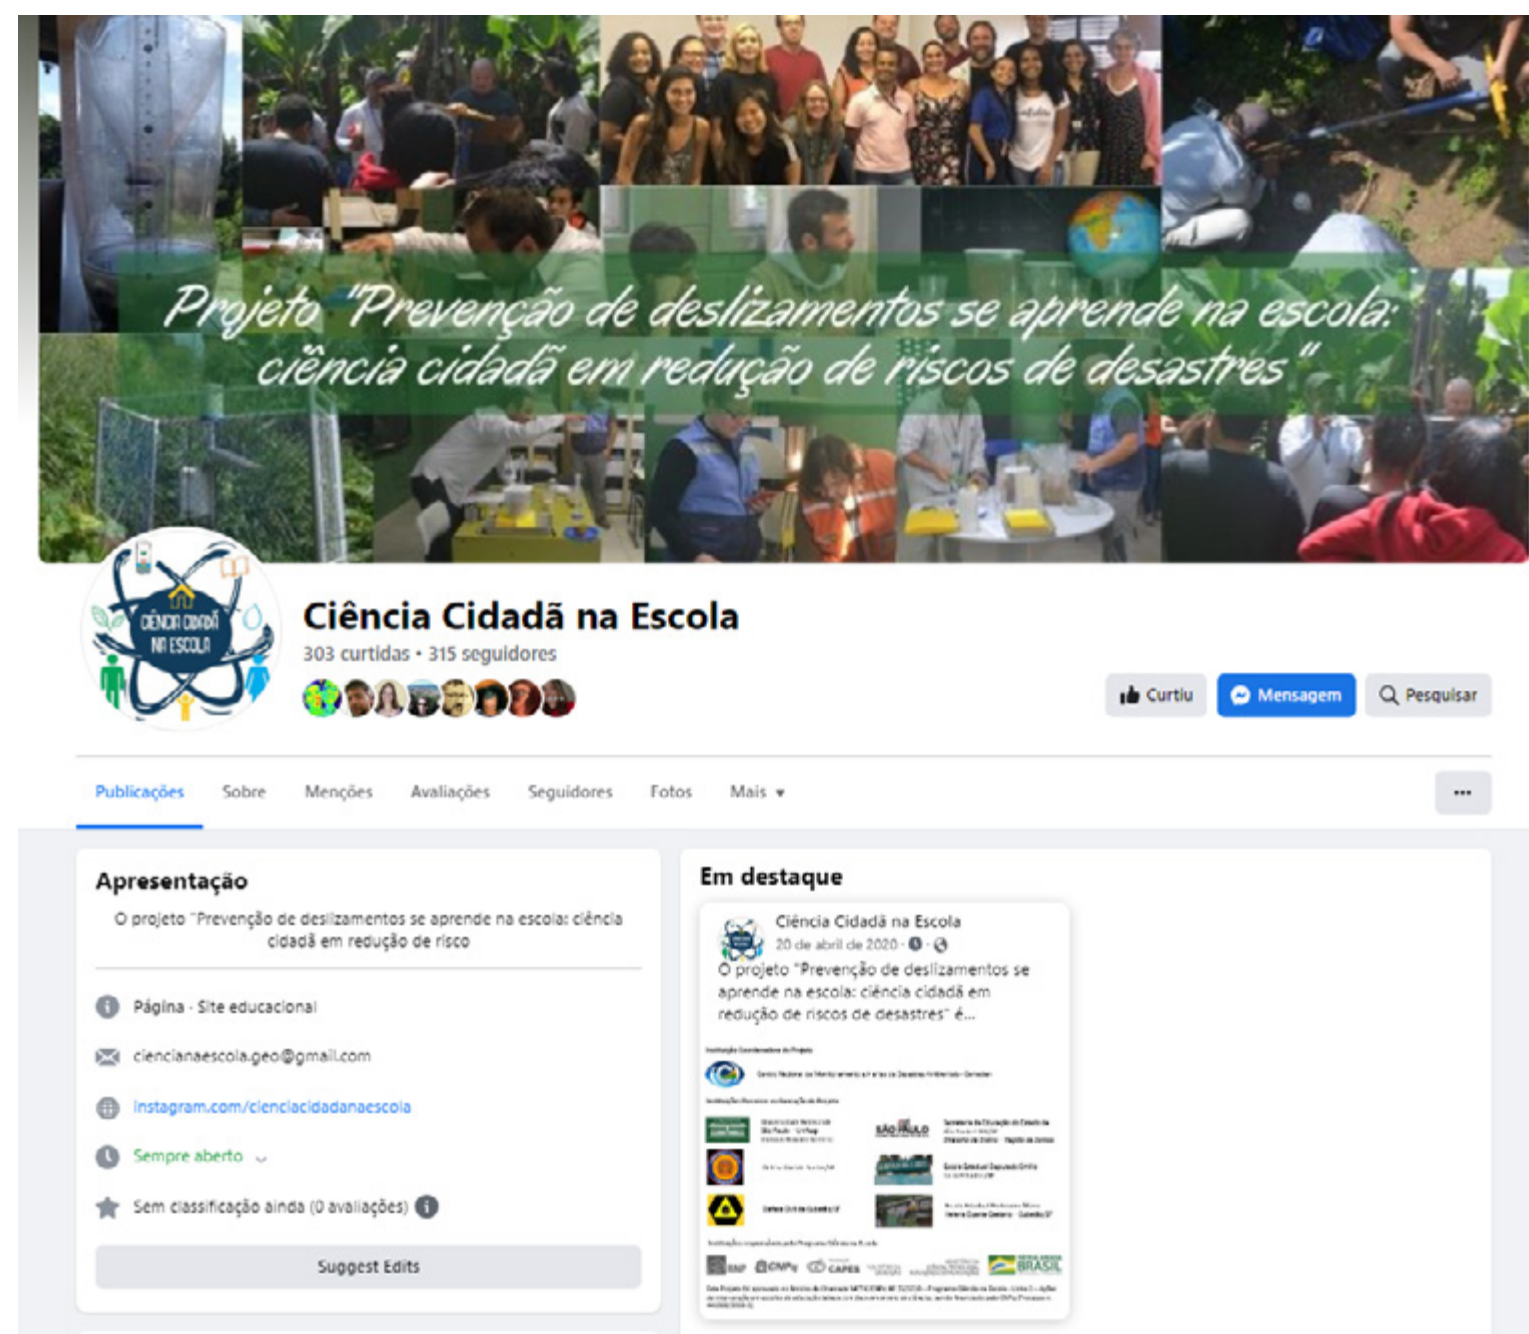 Projeto "Prevenção de deslizamentos se aprende na escola:
ciência cidadã em redução de riscos de desastres"
CIÊNCIA CIDADÃ
NA ESCOLA
Ciência Cidadã na Escola
303 curtidas • 315 seguidores
Curtiu
Mensagem
Pesquisar
Publicações Sobre Menções Avaliações Seguidores Fotos Mais
Apresentação
O projeto "Prevenção de deslizamentos se aprende na escola: ciência
cidadã em redução de risco
Página · Site educacional
ciencianaescola.geo@gmail.com
instagram.com/cienciacidadanaescola
Sempre aberto
Sem classificação ainda (0 avaliações)
Suggest Edits
Em destaque
Ciência Cidadã na Escola
20 de abril de 2020
O projeto "Prevenção de deslizamentos se
aprende na escola: ciência cidadã em
redução de riscos de desastres" é...
Instituição Coordenadora do Projeto
SÃO PAULO
RNP
CNPq
CAPES
BRASIL